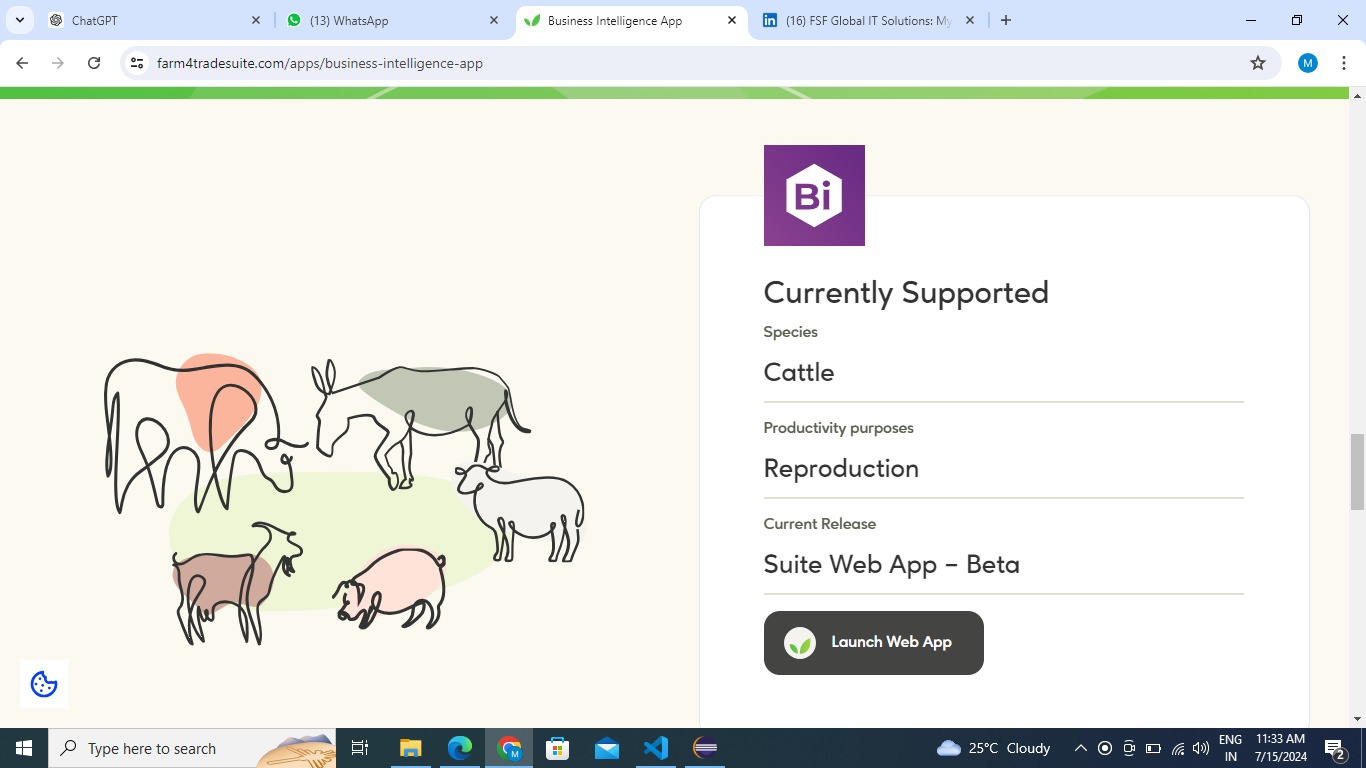 ChatGPT
(13) WhatsApp
Business Intelligence App
(16) FSF Global IT Solutions: My
farm4tradesuite.com/apps/business-intelligence-app
M
Bi
Currently Supported
Species
Cattle
Productivity purposes
Reproduction
Current Release
Suite Web App – Beta
Launch Web App
Type here to search
M
25°C Cloudy
ENG
IN
11:33 AM
7/15/2024
2